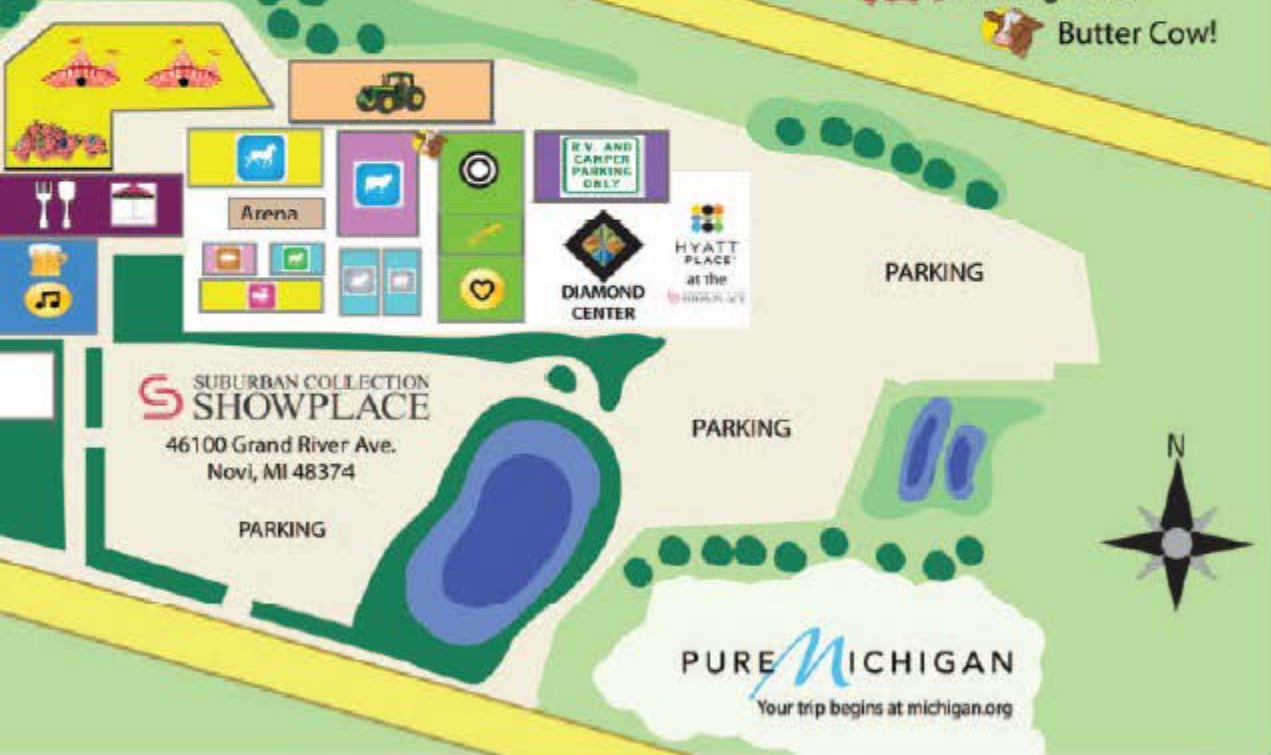 Butter Cow!
R.V. AND
CAMPER
PARKING
ONLY
Arena
HYATT
PLACE
at the
DIAMOND
CENTER
PARKING
SUBURBAN COLLECTION
SHOWPLACE
46100 Grand River Ave.
Novi, MI 48374
PARKING
PARKING
N
PURE MICHIGAN
Your trip begins at michigan.org